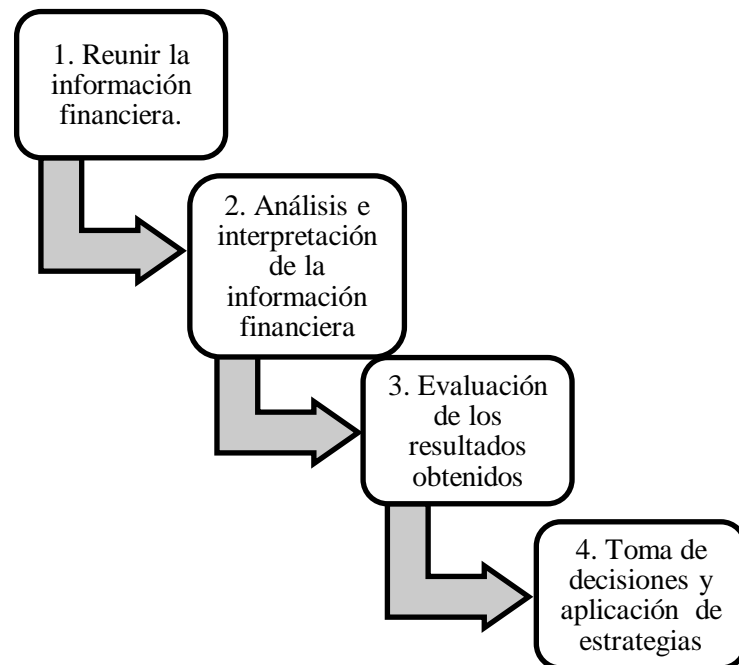 1. Reunir la
información
financiera.
2. Análisis e
interpretación
de la
información
financiera
3. Evaluación
de los
resultados
obtenidos
4. Toma de
decisiones y
aplicación de
estrategias